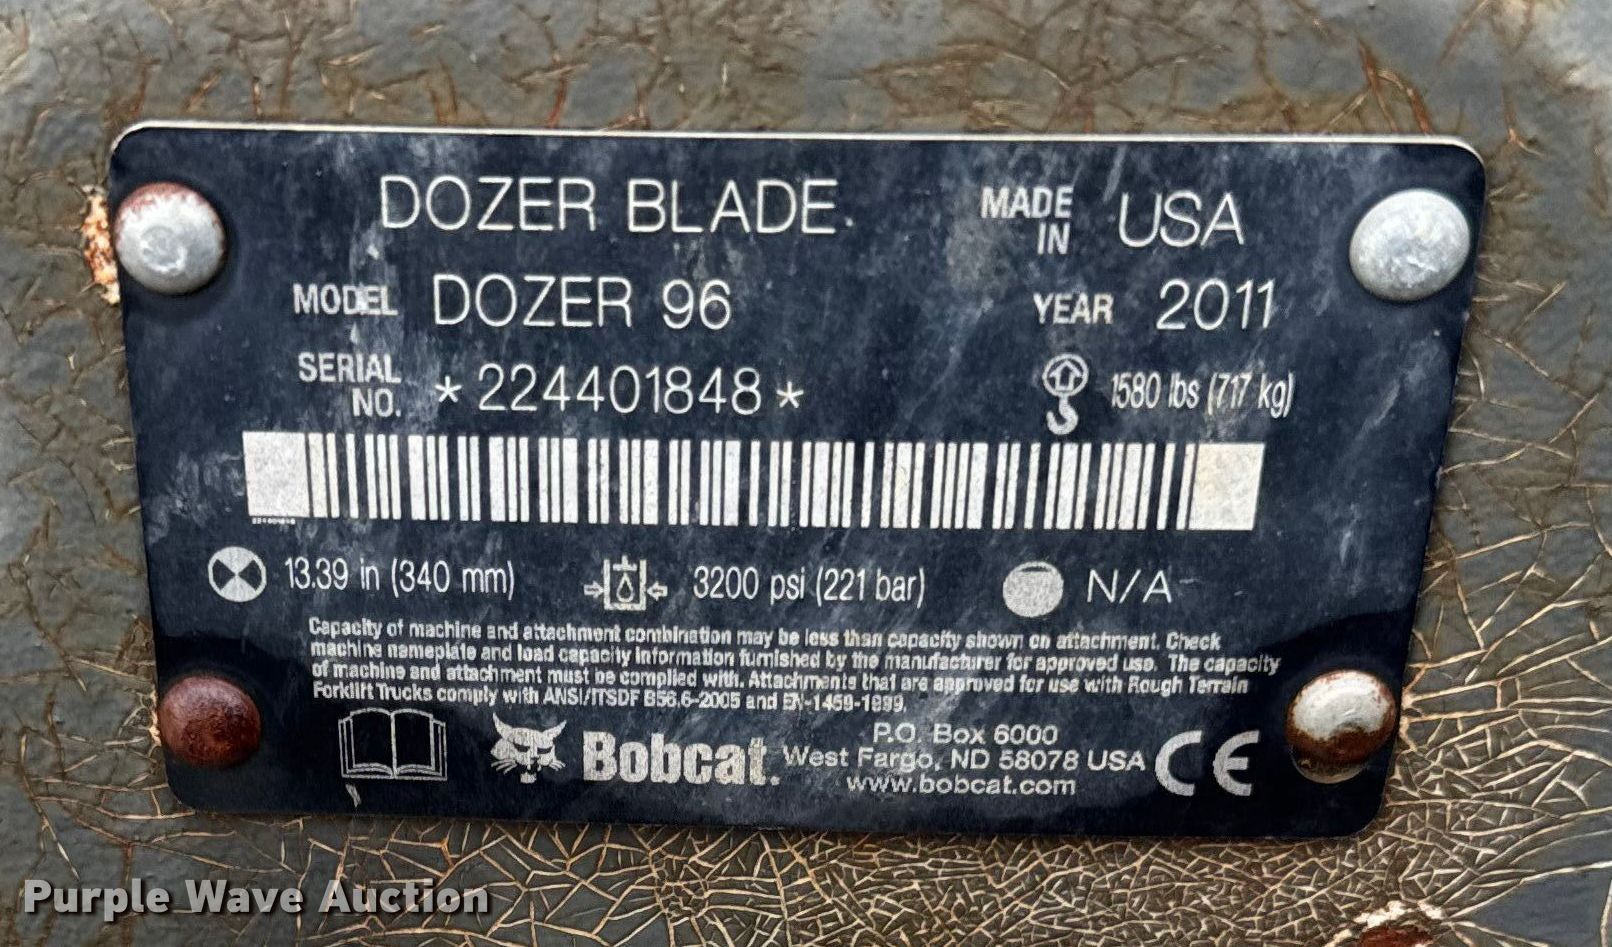 DOZER BLADE
MADE IN USA
MODEL DOZER 96
YEAR 2011
SERIAL NO. *224401848*
1580 lbs (717 kg)
13.39 in (340 mm)
3200 psi (221 bar)
N/A
Capacity of machine and attachment combination may be less than capacity shown on attachment. Check
machine nameplate and load capacity information furnished by the manufacturer for approved use. The capacity
of machine and attachment must be complied with. Attachments that are approved for use with Rough Terrain
Forklift Trucks comply with ANSI/ITSDF B56.6-2005 and EN-1459-1999.
Bobcat.
P.O. Box 6000
West Fargo, ND 58078 USA
www.bobcat.com
CE
Purple Wave Auction